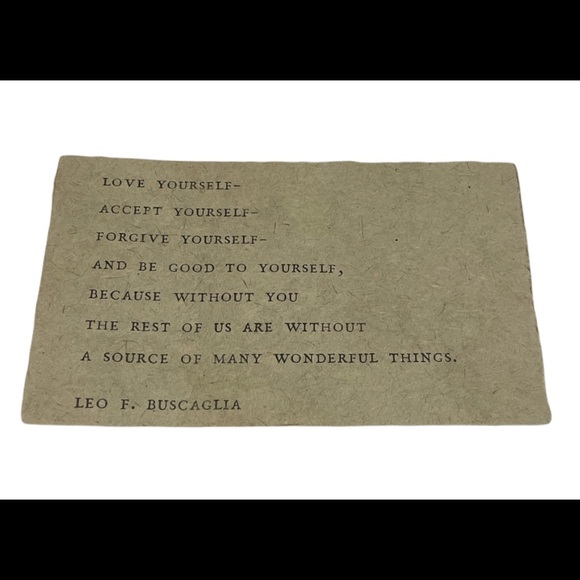 LOVE YOURSELF–
ACCEPT YOURSELF–
FORGIVE YOURSELF–
AND BE GOOD TO YOURSELF,
BECAUSE WITHOUT YOU
THE REST OF US ARE WITHOUT
A SOURCE OF MANY WONDERFUL THINGS.
LEO F. BUSCAGLIA